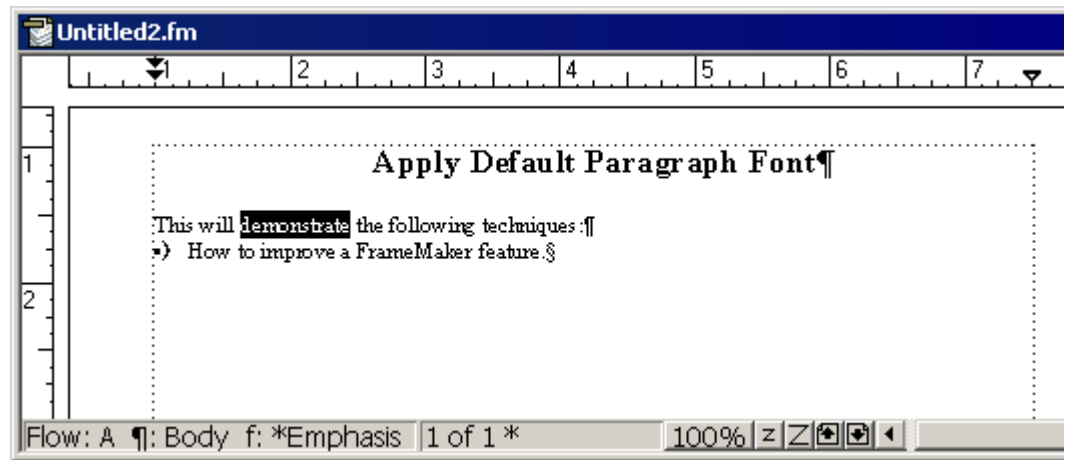 Untitled2.fm
1 2 3 4 5 6 7
1
Apply Default Paragraph Font¶
This will demonstrate the following techniques:¶
•) How to improve a FrameMaker feature.§
2
Flow: A ¶: Body f: *Emphasis 1 of 1 * 100% z Z